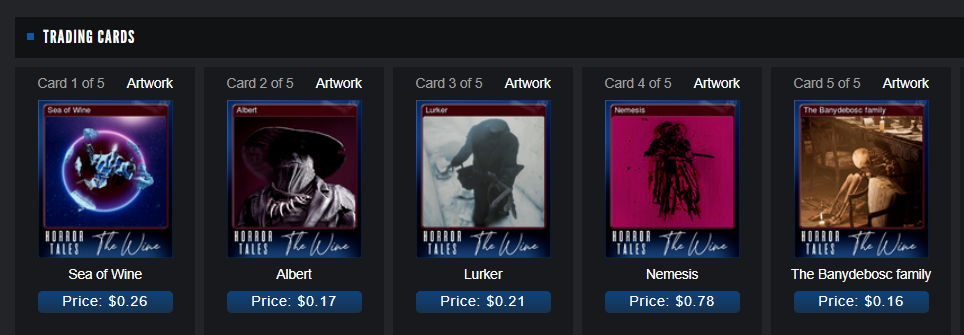 TRADING CARDS
Card 1 of 5 Artwork
Sea of Wine
HORROR TALES The Wine
Sea of Wine
Price: $0.26
Card 2 of 5 Artwork
Albert
HORROR TALES The Wine
Albert
Price: $0.17
Card 3 of 5 Artwork
Lurker
HORROR TALES The Wine
Lurker
Price: $0.21
Card 4 of 5 Artwork
Nemesis
HORROR TALES The Wine
Nemesis
Price: $0.78
Card 5 of 5 Artwork
The Banydebosc family
HORROR TALES The Wine
The Banydebosc family
Price: $0.16